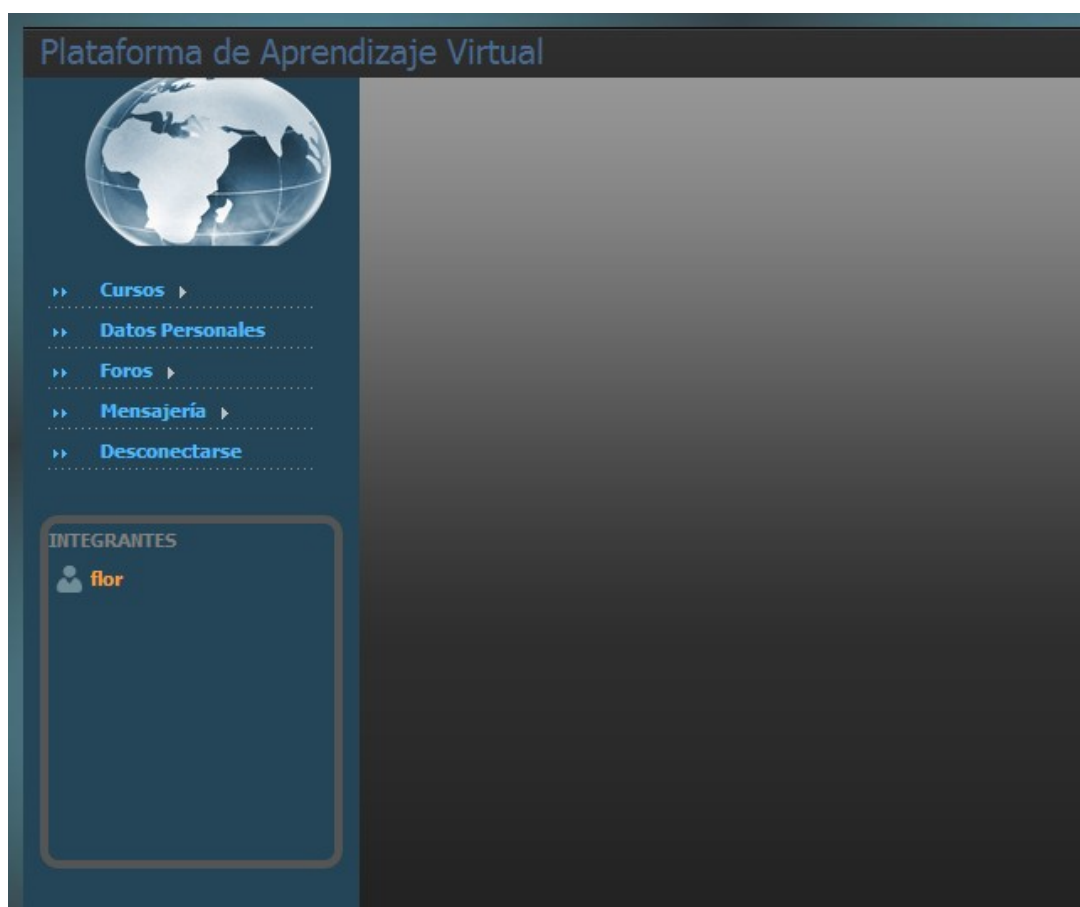 Plataforma de Aprendizaje Virtual
Cursos
Datos Personales
Foros
Mensajería
Desconectarse
INTEGRANTES
flor